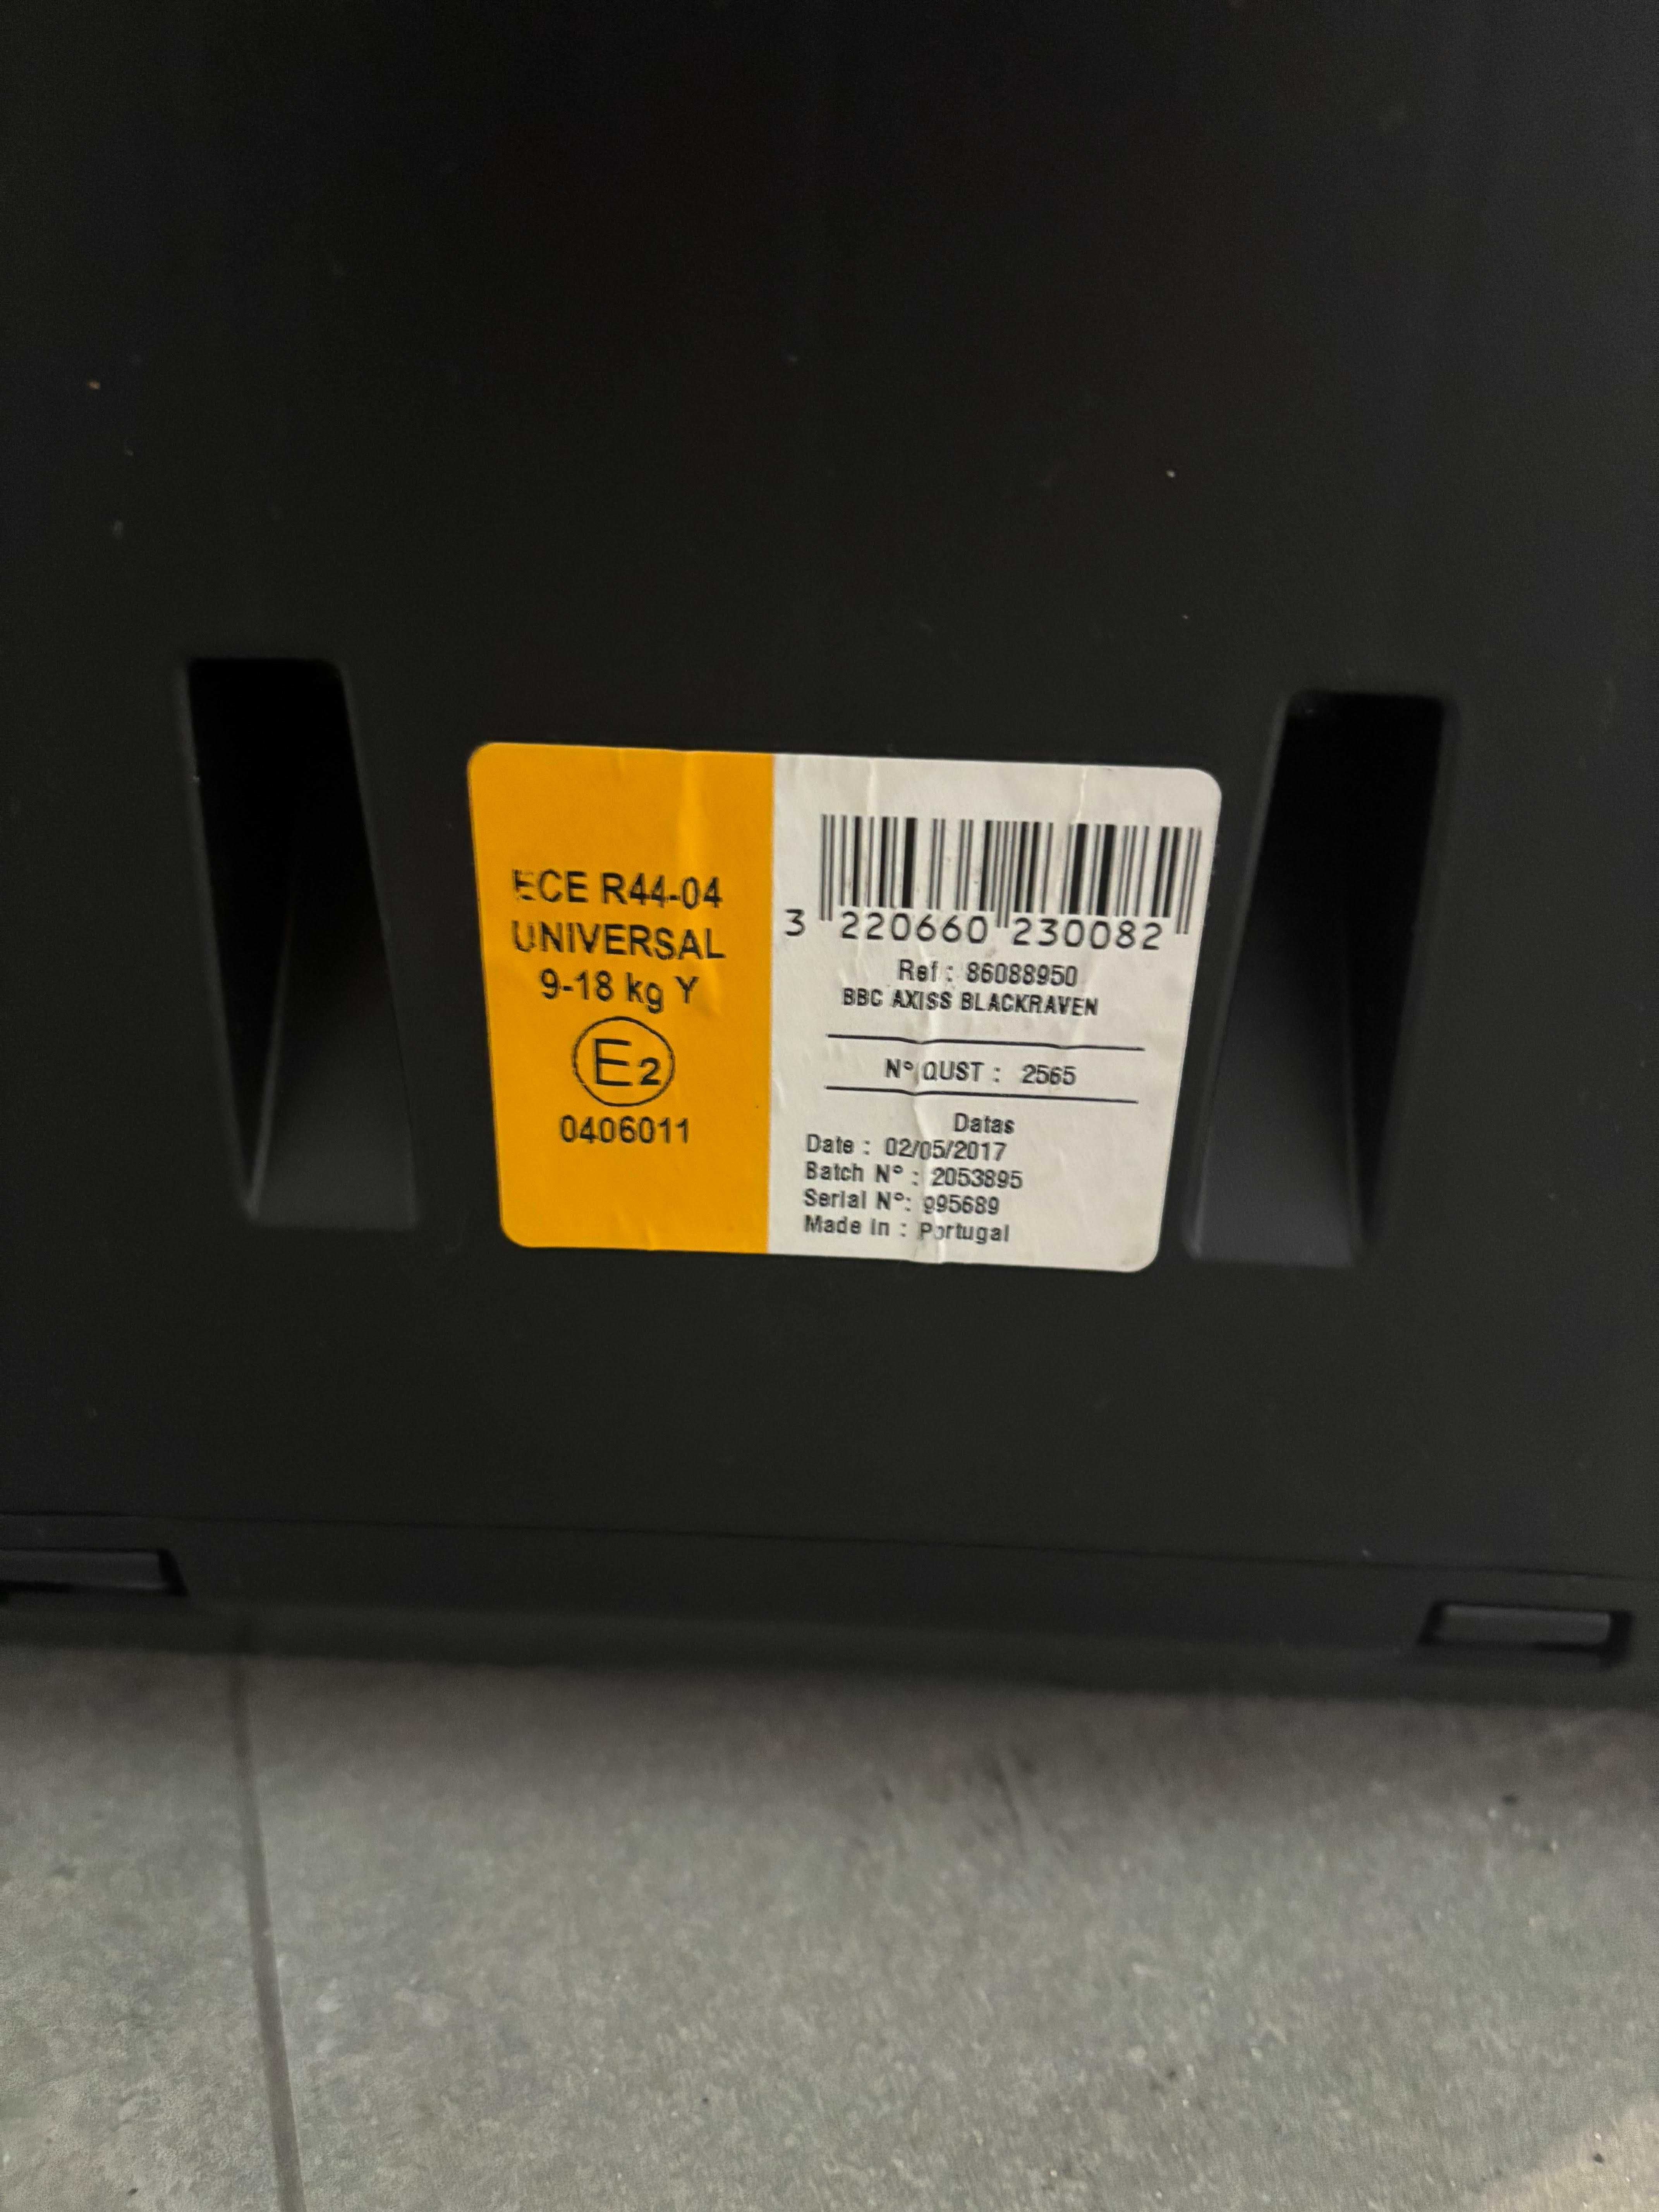 ECE R44-04
UNIVERSAL
9-18 kg Y
E2
0406011
3 220660 230082
Ref : 86088950
BBC AXISS BLACKRAVEN
N° QUST : 2565
Datas
Date : 02/05/2017
Batch N° : 2053895
Serial N°: 995689
Made in : Portugal